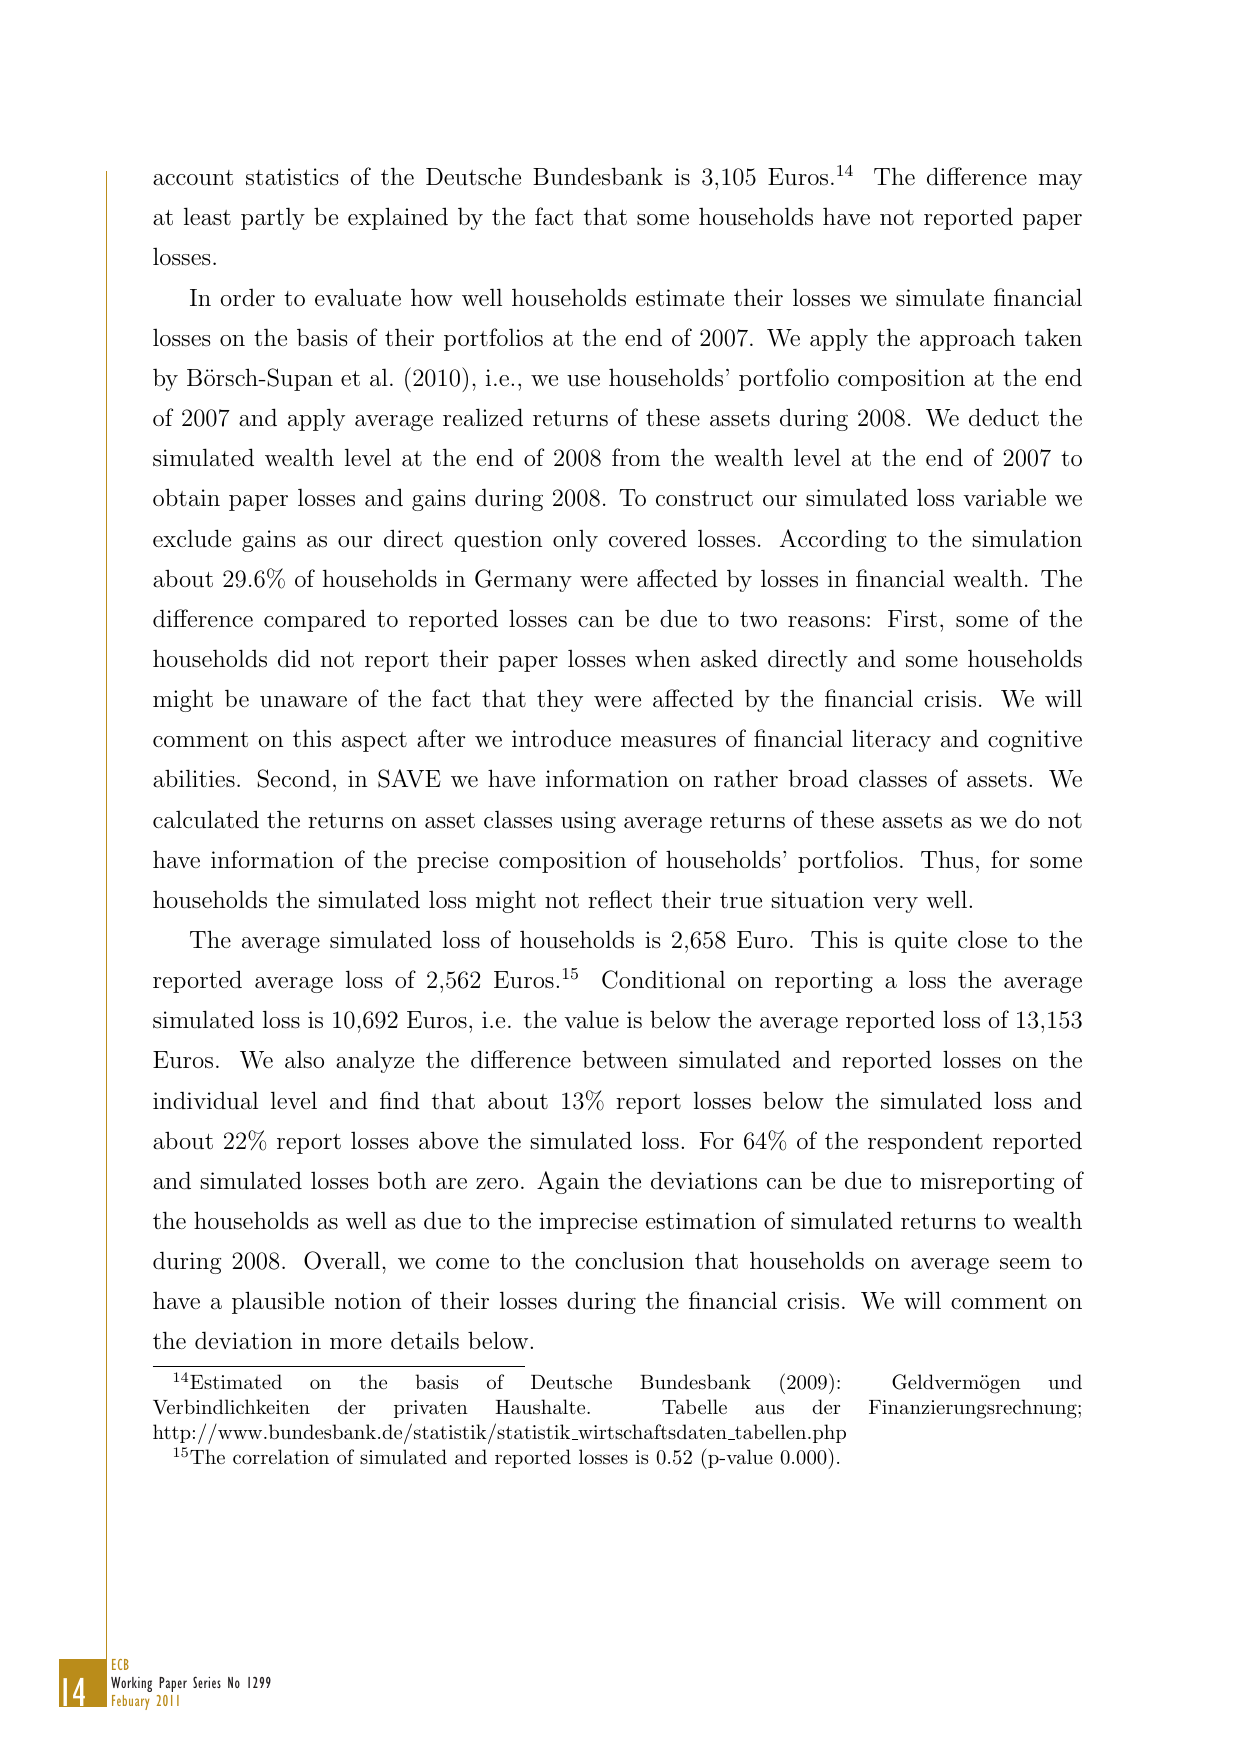 account statistics of the Deutsche Bundesbank is 3,105 Euros.14 The difference may
at least partly be explained by the fact that some households have not reported paper
losses.
In order to evaluate how well households estimate their losses we simulate financial
losses on the basis of their portfolios at the end of 2007. We apply the approach taken
by Börsch-Supan et al. (2010), i.e., we use households' portfolio composition at the end
of 2007 and apply average realized returns of these assets during 2008. We deduct the
simulated wealth level at the end of 2008 from the wealth level at the end of 2007 to
obtain paper losses and gains during 2008. To construct our simulated loss variable we
exclude gains as our direct question only covered losses. According to the simulation
about 29.6% of households in Germany were affected by losses in financial wealth. The
difference compared to reported losses can be due to two reasons: First, some of the
households did not report their paper losses when asked directly and some households
might be unaware of the fact that they were affected by the financial crisis. We will
comment on this aspect after we introduce measures of financial literacy and cognitive
abilities. Second, in SAVE we have information on rather broad classes of assets. We
calculated the returns on asset classes using average returns of these assets as we do not
have information of the precise composition of households' portfolios. Thus, for some
households the simulated loss might not reflect their true situation very well.
The average simulated loss of households is 2,658 Euro. This is quite close to the
reported average loss of 2,562 Euros.15 Conditional on reporting a loss the average
simulated loss is 10,692 Euros, i.e. the value is below the average reported loss of 13,153
Euros. We also analyze the difference between simulated and reported losses on the
individual level and find that about 13% report losses below the simulated loss and
about 22% report losses above the simulated loss. For 64% of the respondent reported
and simulated losses both are zero. Again the deviations can be due to misreporting of
the households as well as due to the imprecise estimation of simulated returns to wealth
during 2008. Overall, we come to the conclusion that households on average seem to
have a plausible notion of their losses during the financial crisis. We will comment on
the deviation in more details below.
14Estimated on the basis of Deutsche Bundesbank (2009): Geldvermögen und
Verbindlichkeiten der privaten Haushalte. Tabelle aus der Finanzierungsrechnung;
http://www.bundesbank.de/statistik/statistik_wirtschaftsdaten_tabellen.php
15The correlation of simulated and reported losses is 0.52 (p-value 0.000).
14
ECB
Working Paper Series No 1299
Febuary 2011